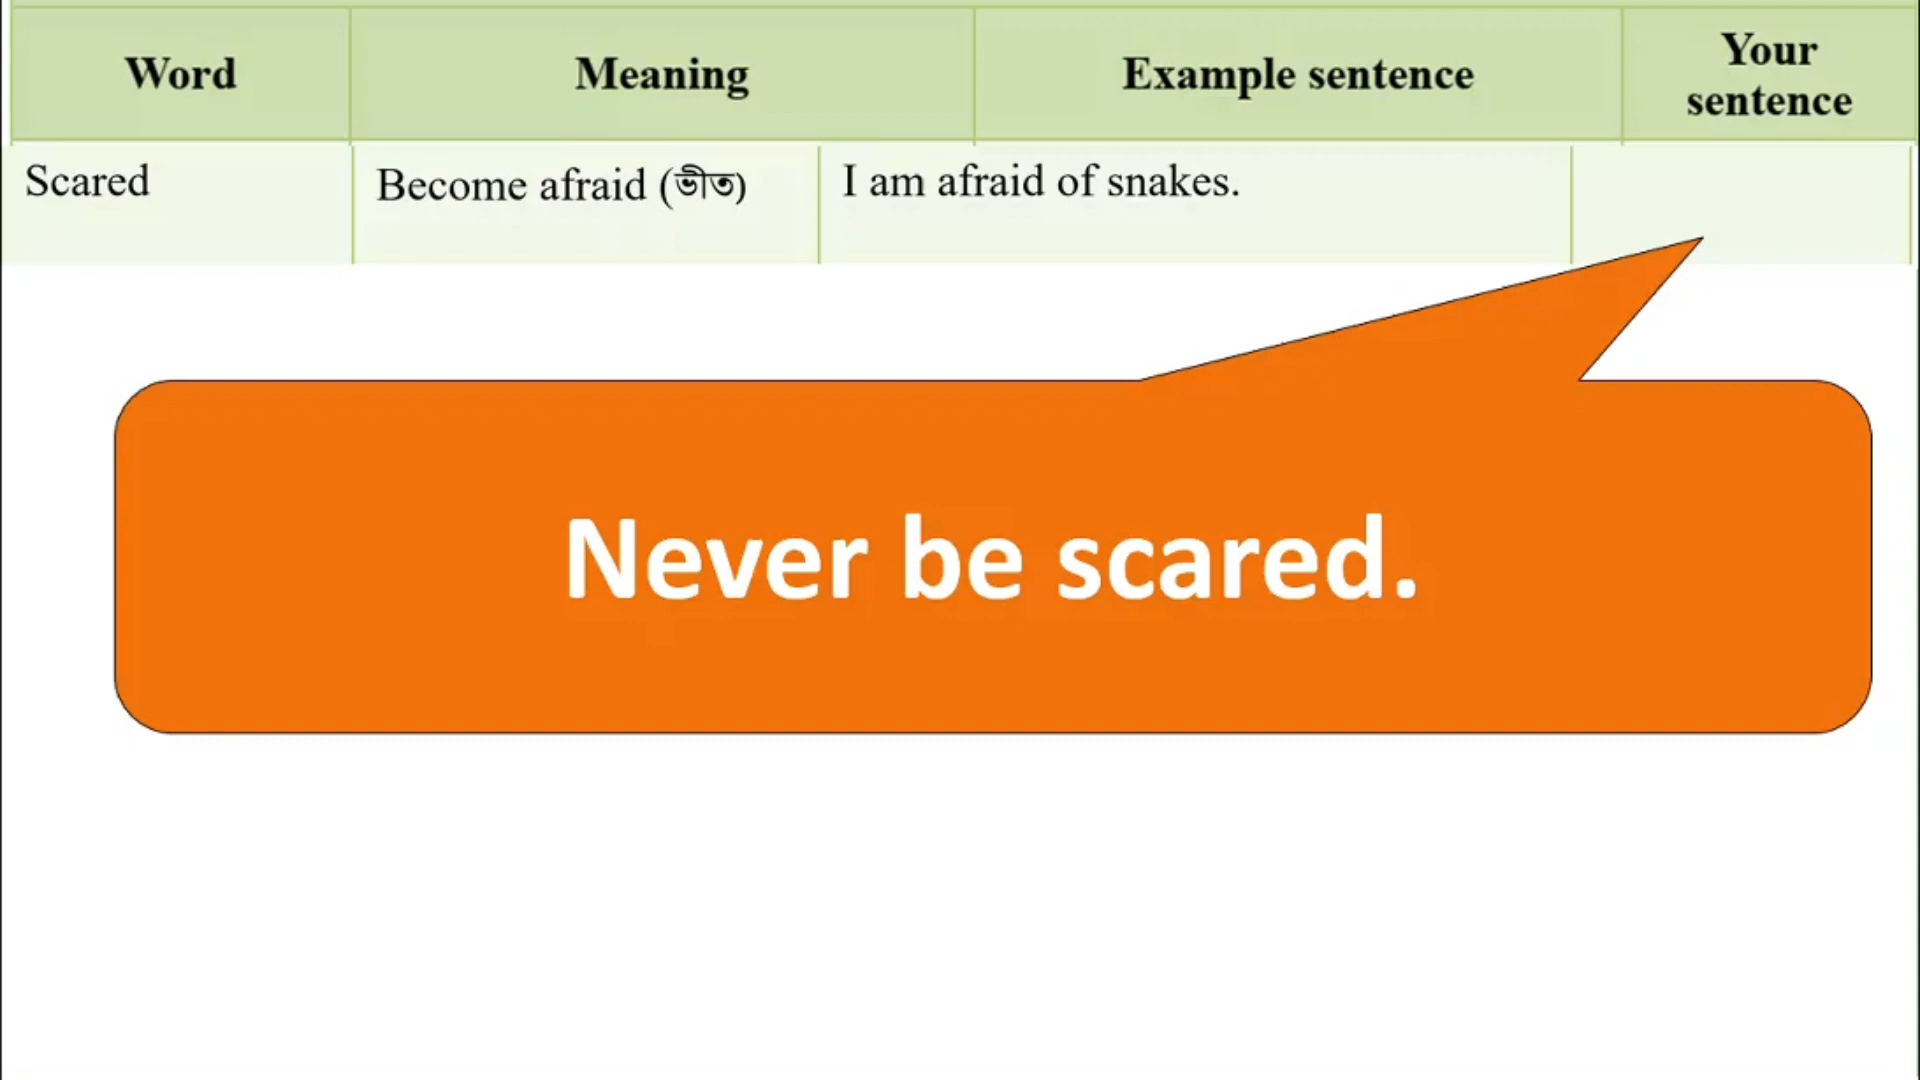 Word
Meaning
Example sentence
Your
sentence
Scared
Become afraid (ভীত)
I am afraid of snakes.
Never be scared.